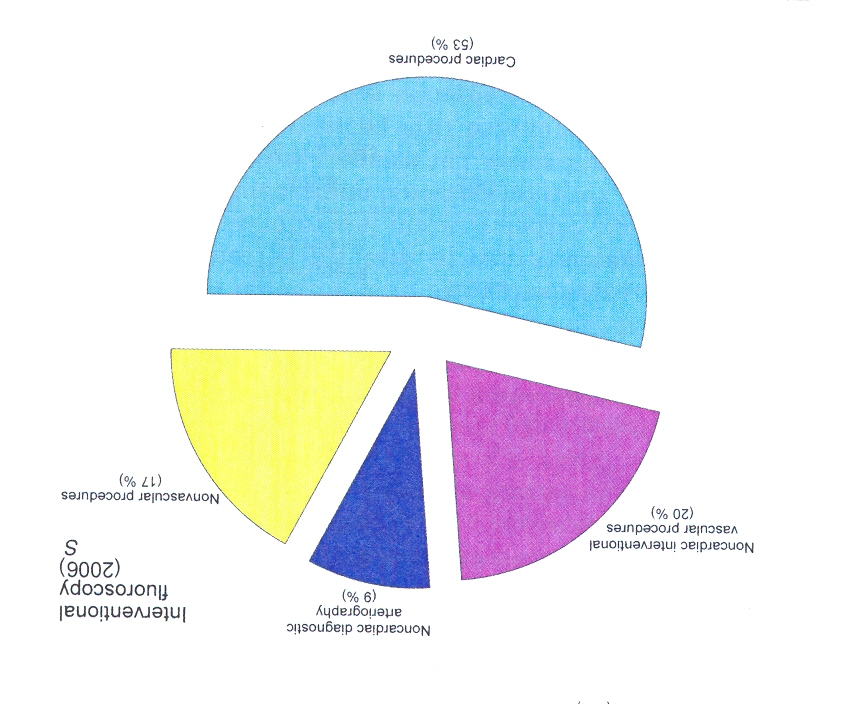 Interventional
fluoroscopy
(2006)
S
Noncardiac diagnostic
arteriography
(9 %)
Nonvascular procedures
(17 %)
Noncardiac interventional
vascular procedures
(20 %)
Cardiac procedures
(53 %)